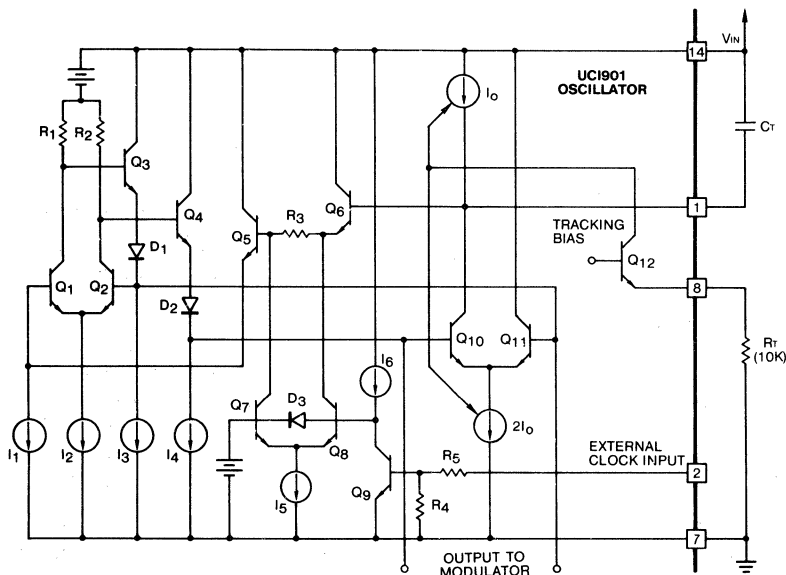 VIN
14
UC1901
OSCILLATOR
I0
CT
R1
R2
Q3
Q4
Q5
R3
Q6
1
TRACKING
BIAS
Q12
D1
8
Q1
Q2
D2
Q10
Q11
RT
(10K)
I6
Q7
D3
2I0
Q8
EXTERNAL
CLOCK INPUT
R5
2
I1
I2
I3
I4
I5
Q9
R4
7
OUTPUT TO
MODULATOR